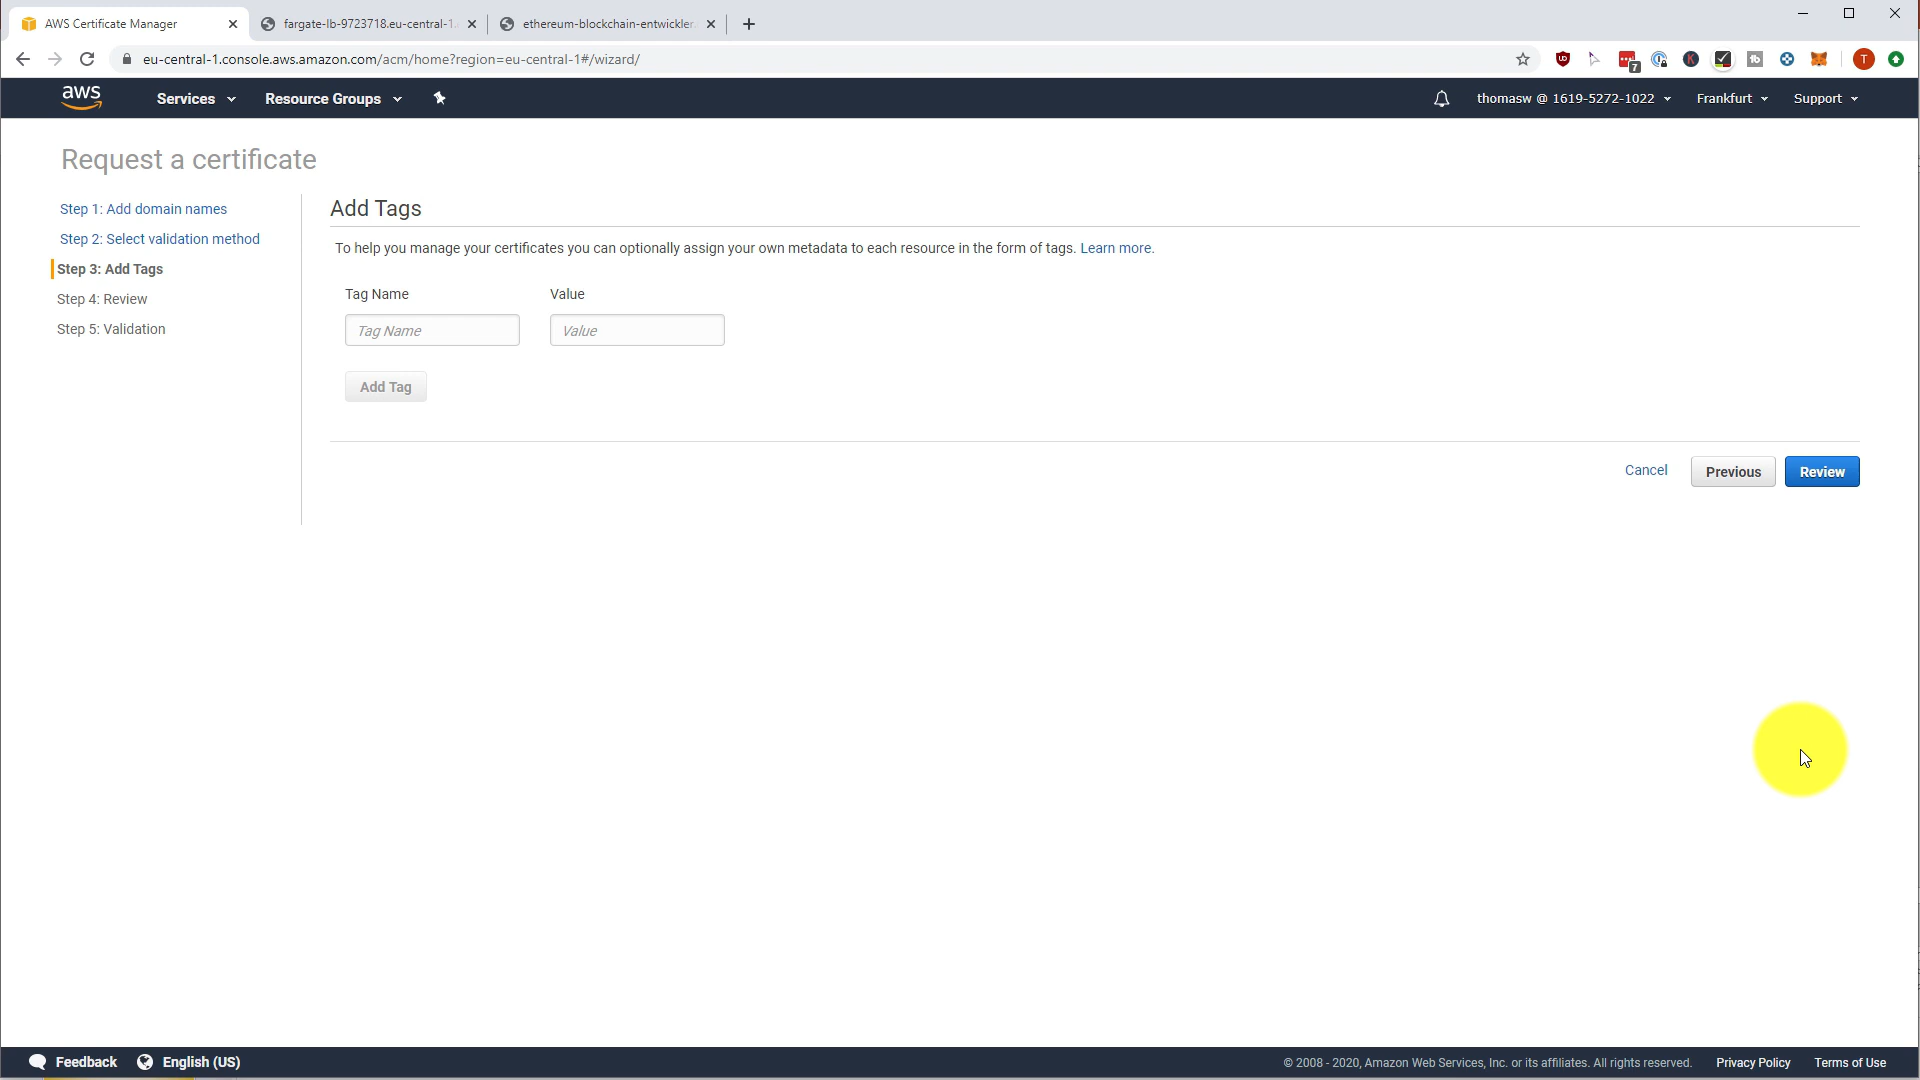 AWS Certificate Manager
fargate-lb-9723718.eu-central-1.
ethereum-blockchain-entwickler.
eu-central-1.console.aws.amazon.com/acm/home?region=eu-central-1#/wizard/
7
T
aws
Services
Resource Groups
thomasw @ 1619-5272-1022
Frankfurt
Support
Request a certificate
Step 1: Add domain names
Step 2: Select validation method
Step 3: Add Tags
Step 4: Review
Step 5: Validation
Add Tags
To help you manage your certificates you can optionally assign your own metadata to each resource in the form of tags. Learn more.
Tag Name
Value
Tag Name
Value
Add Tag
Cancel
Previous
Review
Feedback
English (US)
© 2008 - 2020, Amazon Web Services, Inc. or its affiliates. All rights reserved.
Privacy Policy
Terms of Use